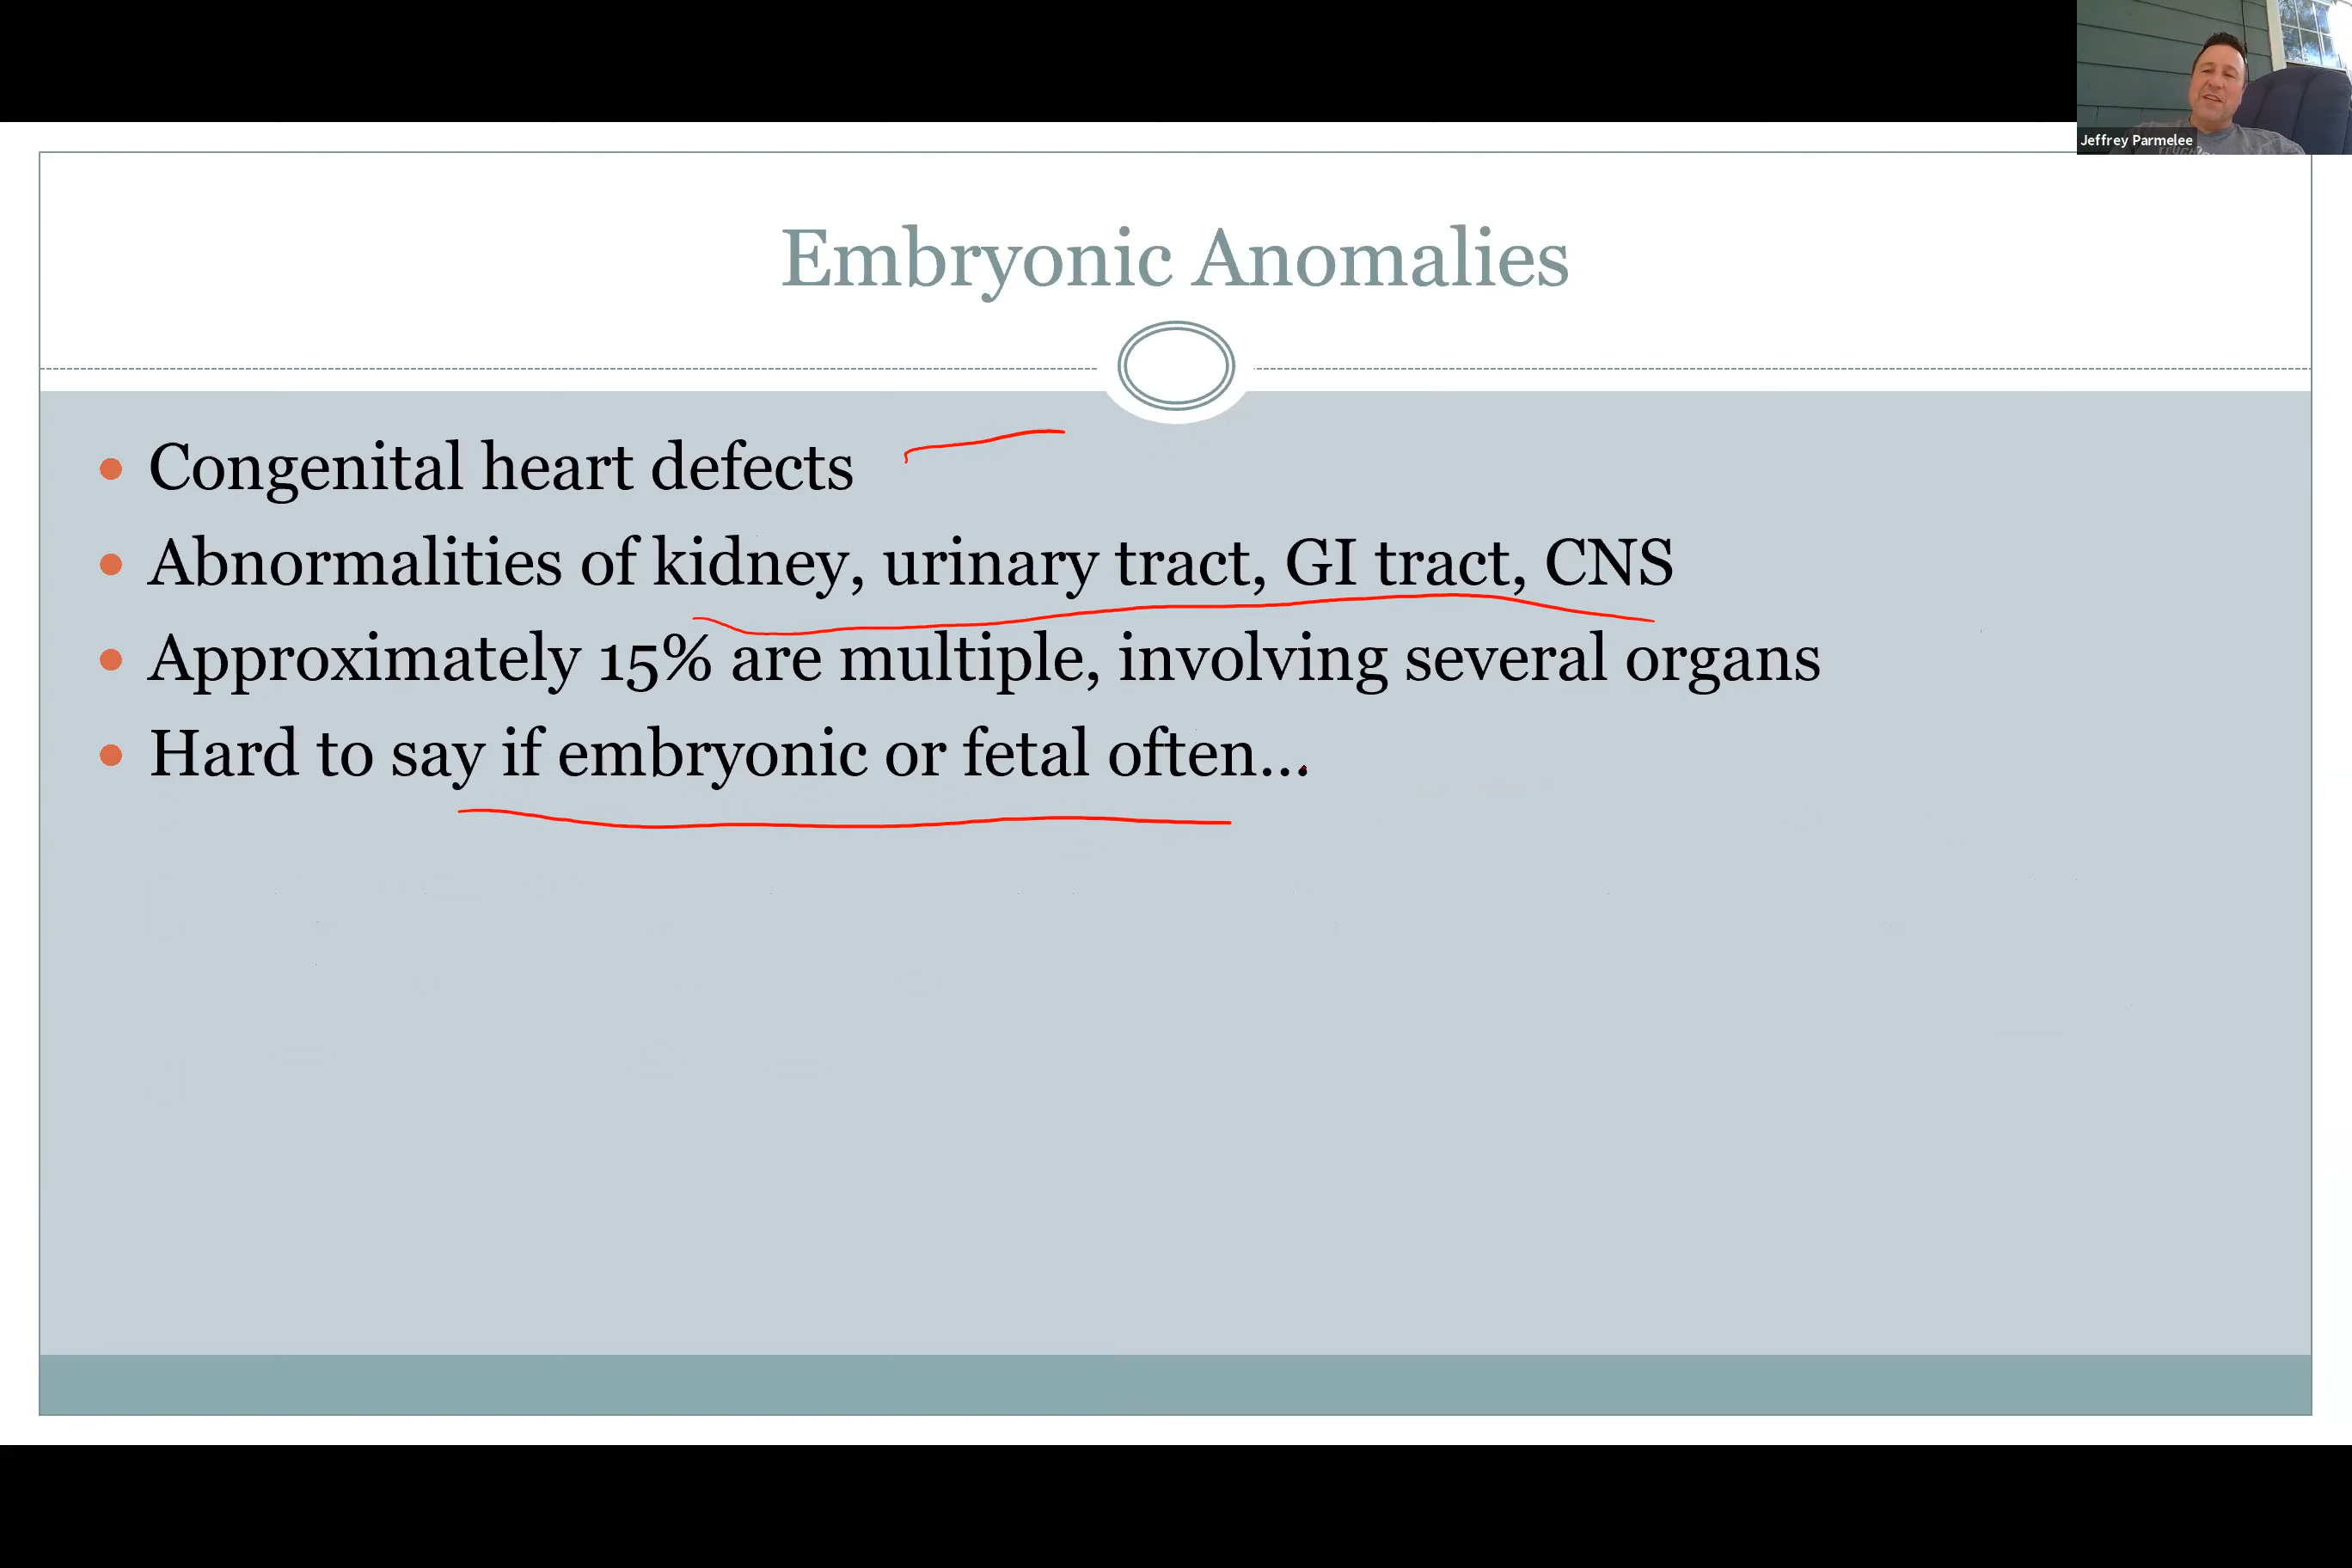 Jeffrey Parmelee
Embryonic Anomalies
Congenital heart defects
Abnormalities of kidney, urinary tract, GI tract, CNS
Approximately 15% are multiple, involving several organs
Hard to say if embryonic or fetal often...